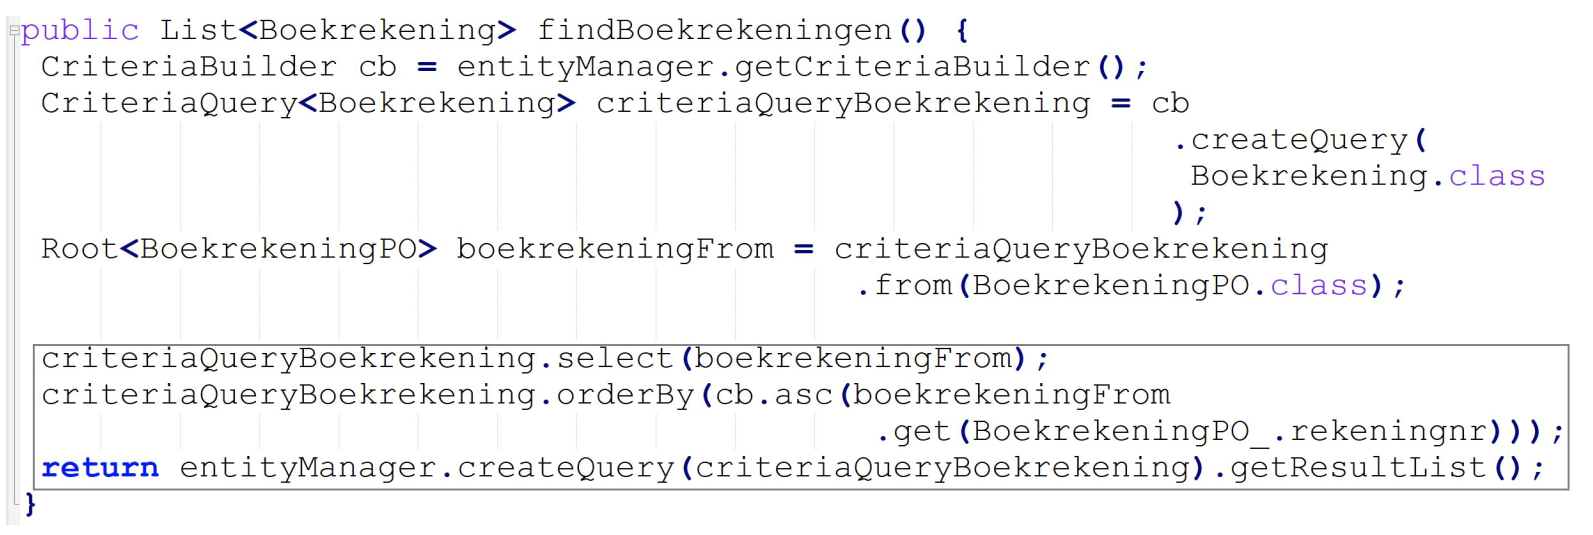 public List<Boekrekening> findBoekrekeningen() {
CriteriaBuilder cb = entityManager.getCriteriaBuilder();
CriteriaQuery<Boekrekening> criteriaQueryBoekrekening = cb
.createQuery(
Boekrekening.class
);
Root<BoekrekeningPO> boekrekeningFrom = criteriaQueryBoekrekening
.from(BoekrekeningPO.class);
criteriaQueryBoekrekening.select(boekrekeningFrom);
criteriaQueryBoekrekening.orderBy(cb.asc(boekrekeningFrom
.get(BoekrekeningPO_.rekeningnr)));
return entityManager.createQuery(criteriaQueryBoekrekening).getResultList();
}